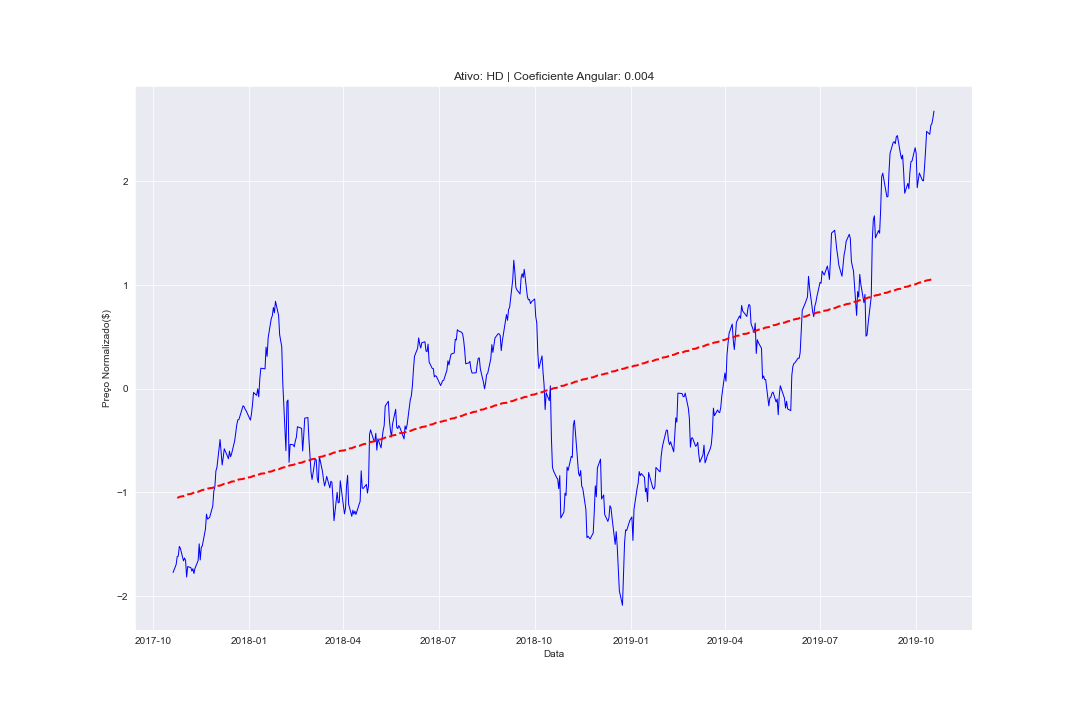 Ativo: HD | Coeficiente Angular: 0.004
Preço Normalizado($)
2
1
0
−1
−2
2017-10 2018-01 2018-04 2018-07 2018-10 2019-01 2019-04 2019-07 2019-10
Data